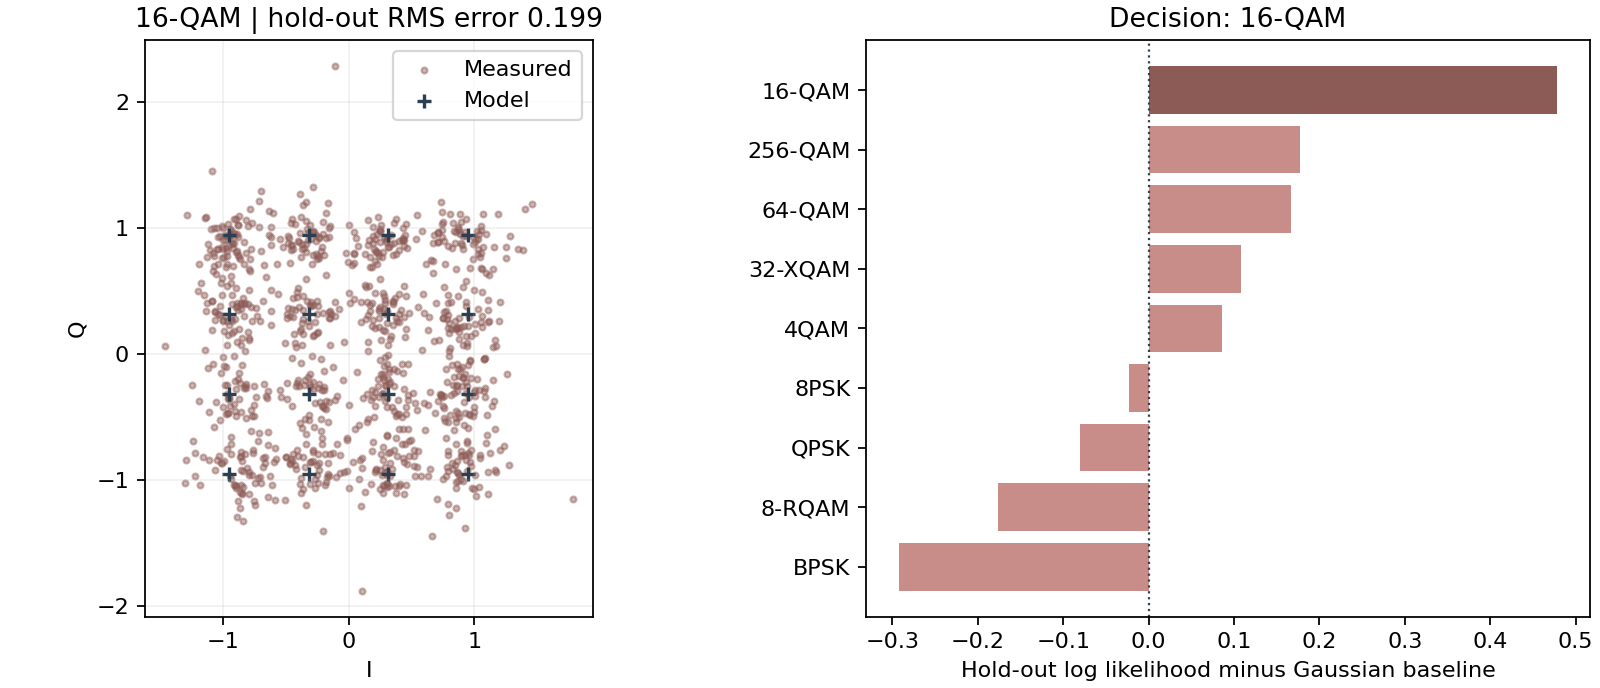 16-QAM | hold-out RMS error 0.199
Measured
Model
2
1
0
−1
−2
Q
−1
0
1
I
Decision: 16-QAM
16-QAM
256-QAM
64-QAM
32-XQAM
4QAM
8PSK
QPSK
8-RQAM
BPSK
−0.3
−0.2
−0.1
0.0
0.1
0.2
0.3
0.4
0.5
Hold-out log likelihood minus Gaussian baseline